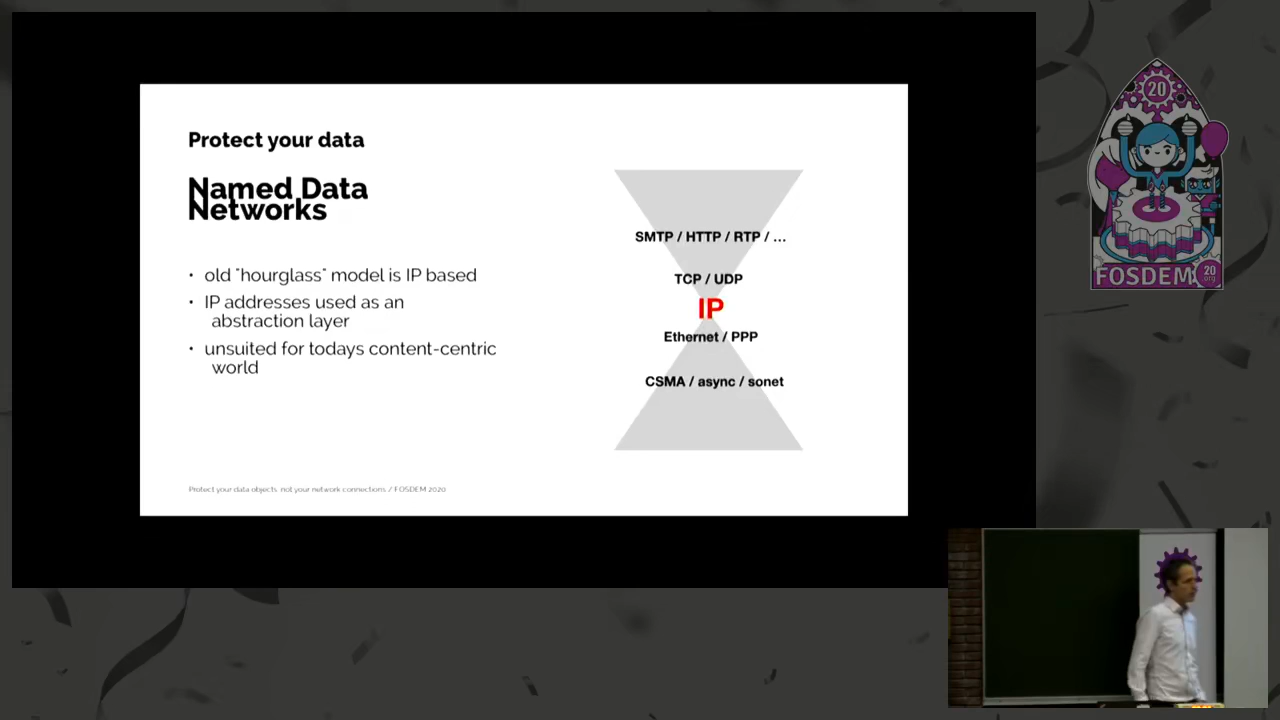 Protect your data
Named Data
Networks
• old "hourglass" model is IP based
• IP addresses used as an
abstraction layer
• unsuited for todays content-centric
world
SMTP / HTTP / RTP / ...
TCP / UDP
IP
Ethernet / PPP
CSMA / async / sonet
Protect your data objects, not your network connections / FOSDEM 2020
20
FOSDEM
20
.org